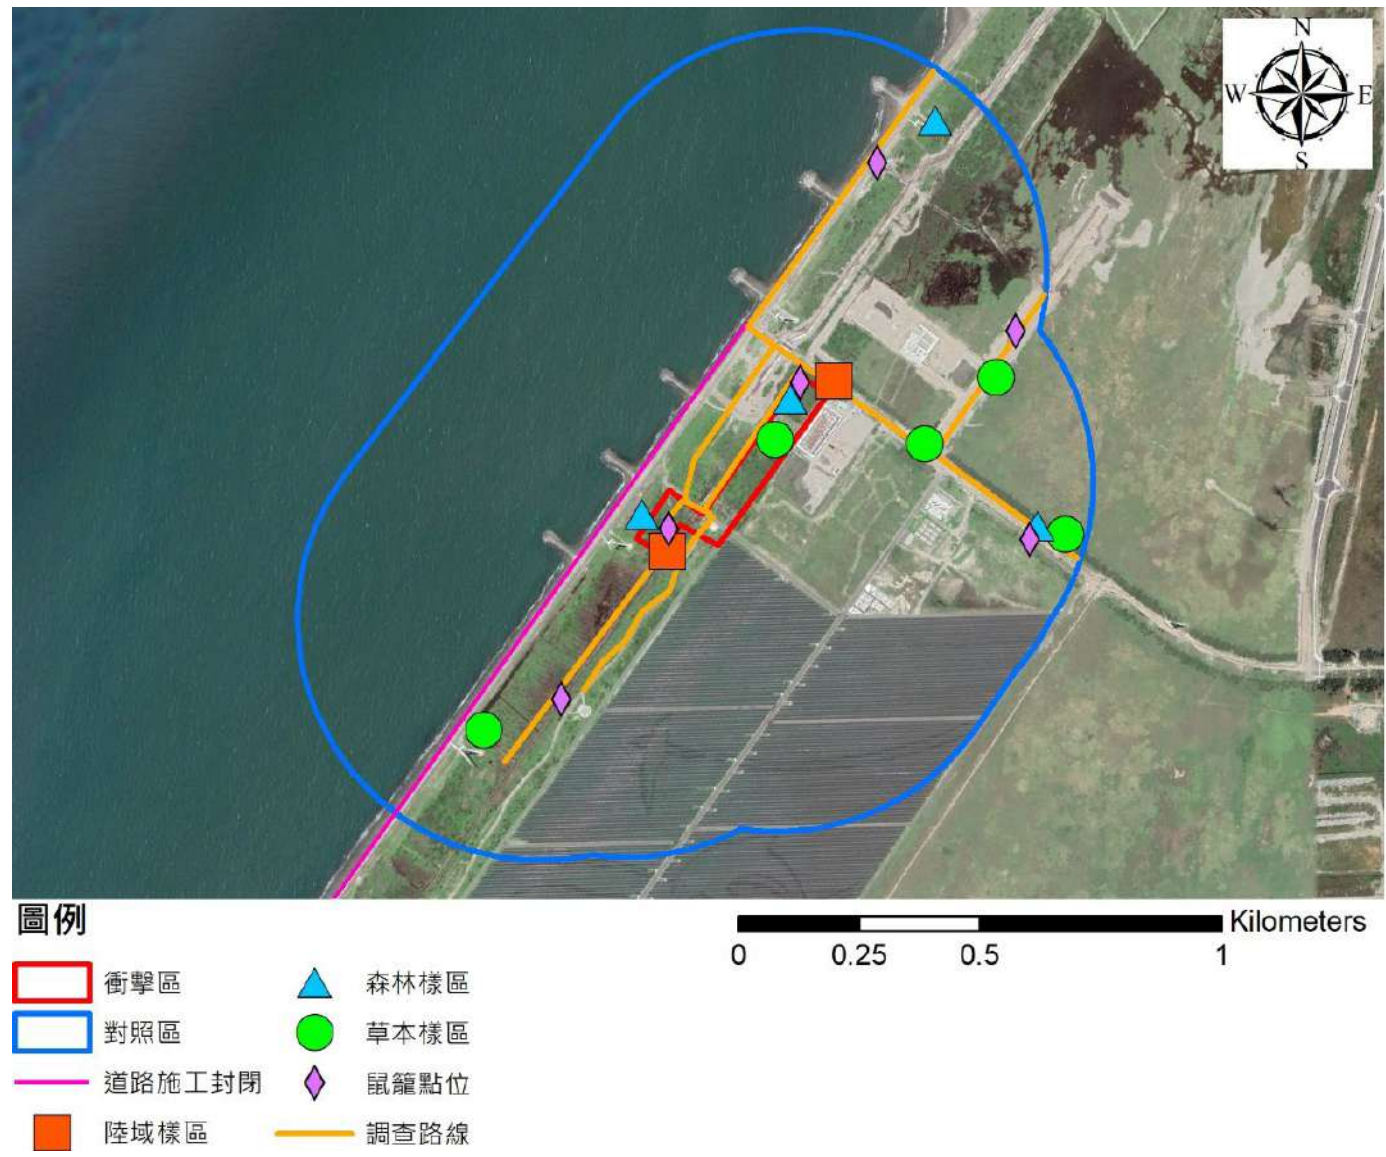 N
W E
S
圖例
Kilometers
0 0.25 0.5 1
衝擊區 森林樣區
對照區 草本樣區
道路施工封閉 鼠籠點位
陸域樣區 調查路線